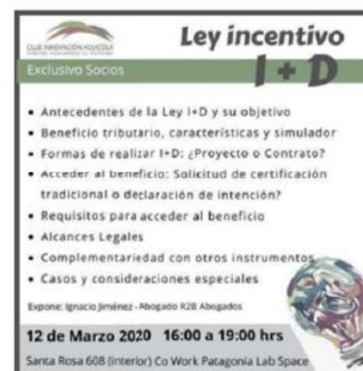 CLUB INNOVACIÓN ACUÍCOLA
Ley incentivo
I + D
Exclusivo Socios
• Antecedentes de la Ley I+D y su objetivo
• Beneficio tributario, características y simulador
• Formas de realizar I+D: ¿Proyecto o Contrato?
• Acceder al beneficio: Solicitud de certificación
tradicional o declaración de intención?
• Requisitos para acceder al beneficio
• Alcances Legales
• Complementariedad con otros instrumentos
• Casos y consideraciones especiales
Expone: Ignacio Jiménez - Abogado R2B Abogados
12 de Marzo 2020 16:00 a 19:00 hrs
Santa Rosa 608 (interior) Co Work Patagonia Lab Space